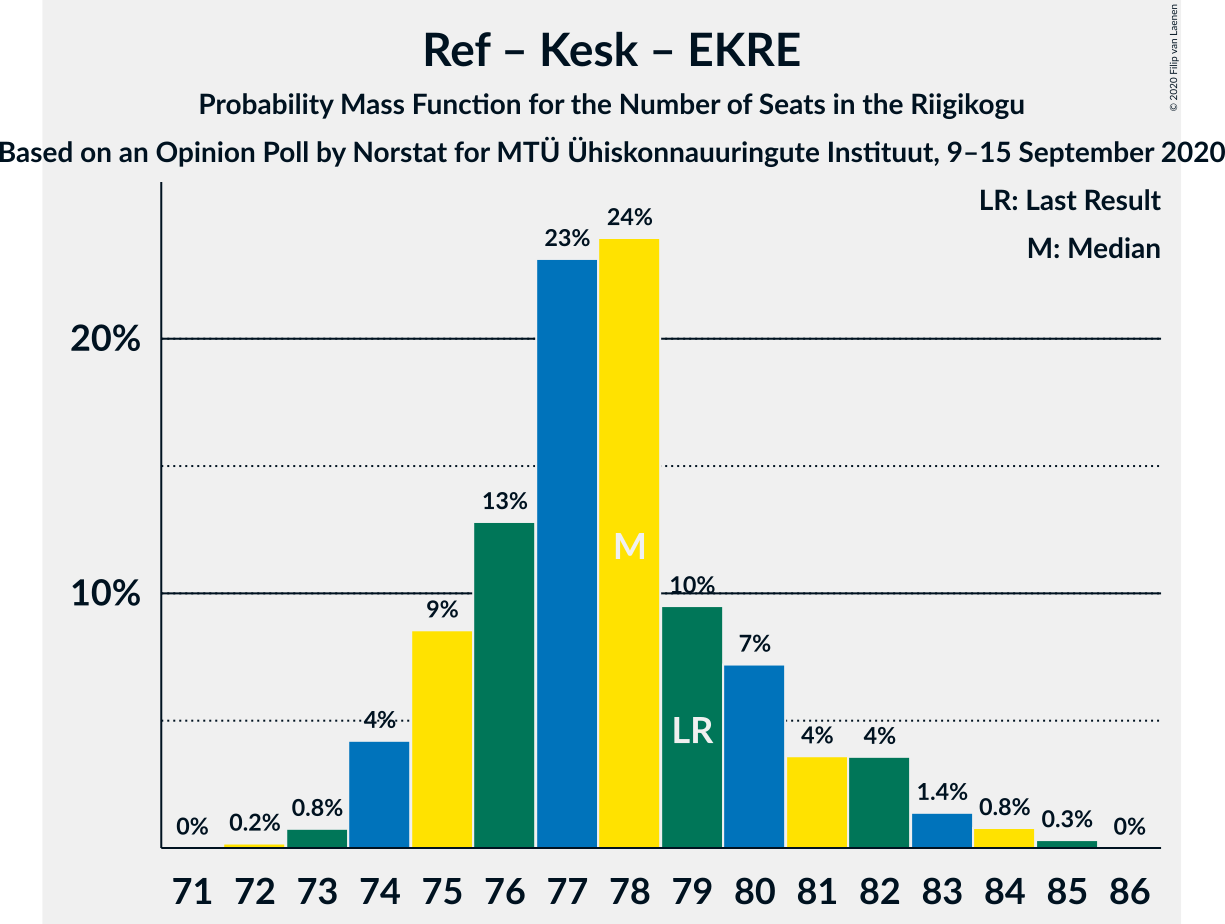 Ref – Kesk – EKRE
Probability Mass Function for the Number of Seats in the Riigikogu
Based on an Opinion Poll by Norstat for MTÜ Ühiskonnauuringute Instituut, 9–15 September 2020
© 2020 Filip van Laenen
LR: Last Result
M: Median
20%
10%
0%
0.2%
0.8%
4%
9%
13%
23%
24%
10%
7%
4%
4%
1.4%
0.8%
0.3%
0%
M
LR
71 72 73 74 75 76 77 78 79 80 81 82 83 84 85 86